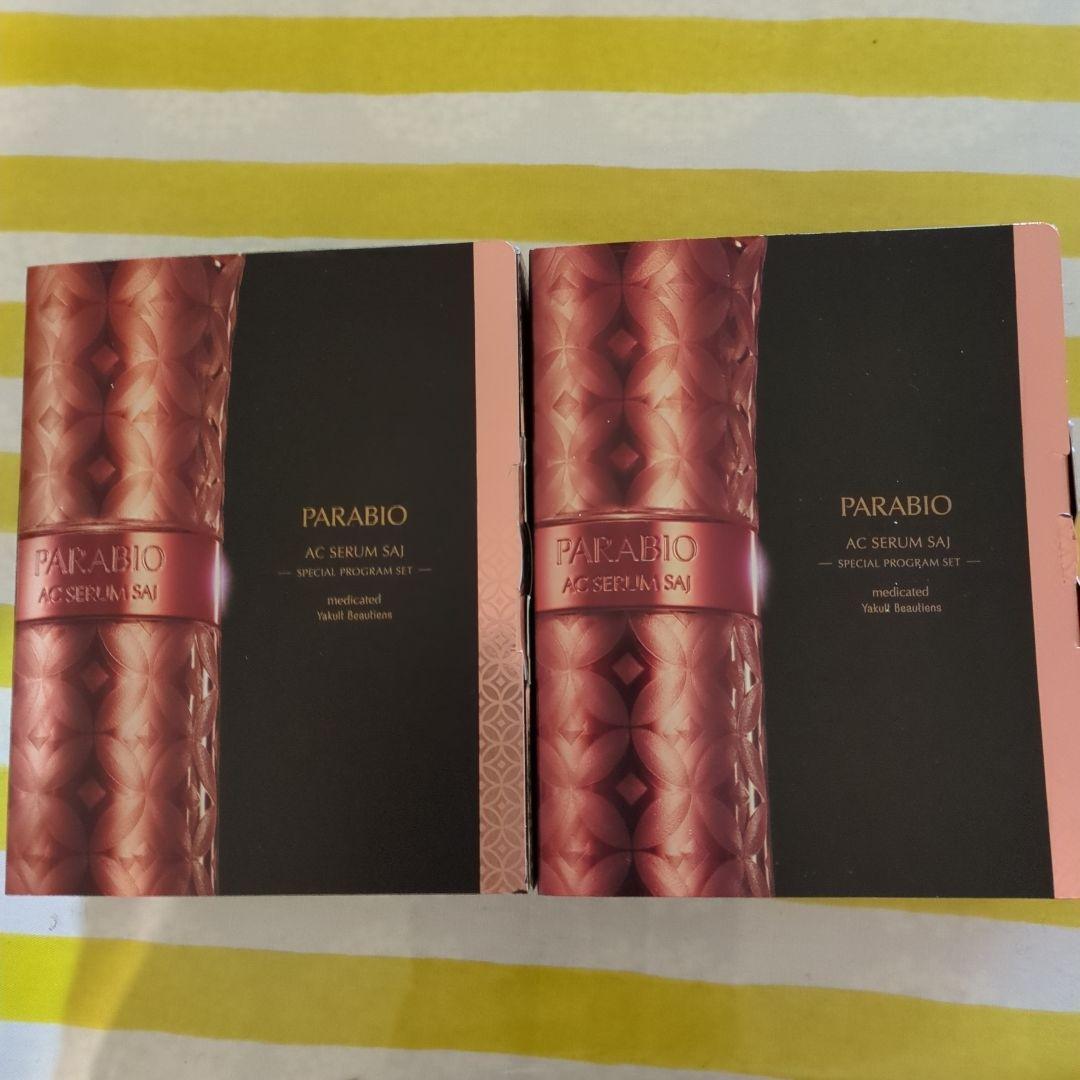 PARABIO
AC SERUM SAJ
PARABIO
AC SERUM SAJ
SPECIAL PROGRAM SET
medicated
Yakult Beautiens
PARABIO
AC SERUM SAJ
PARABIO
AC SERUM SAJ
SPECIAL PROGRAM SET
medicated
Yakult Beautiens